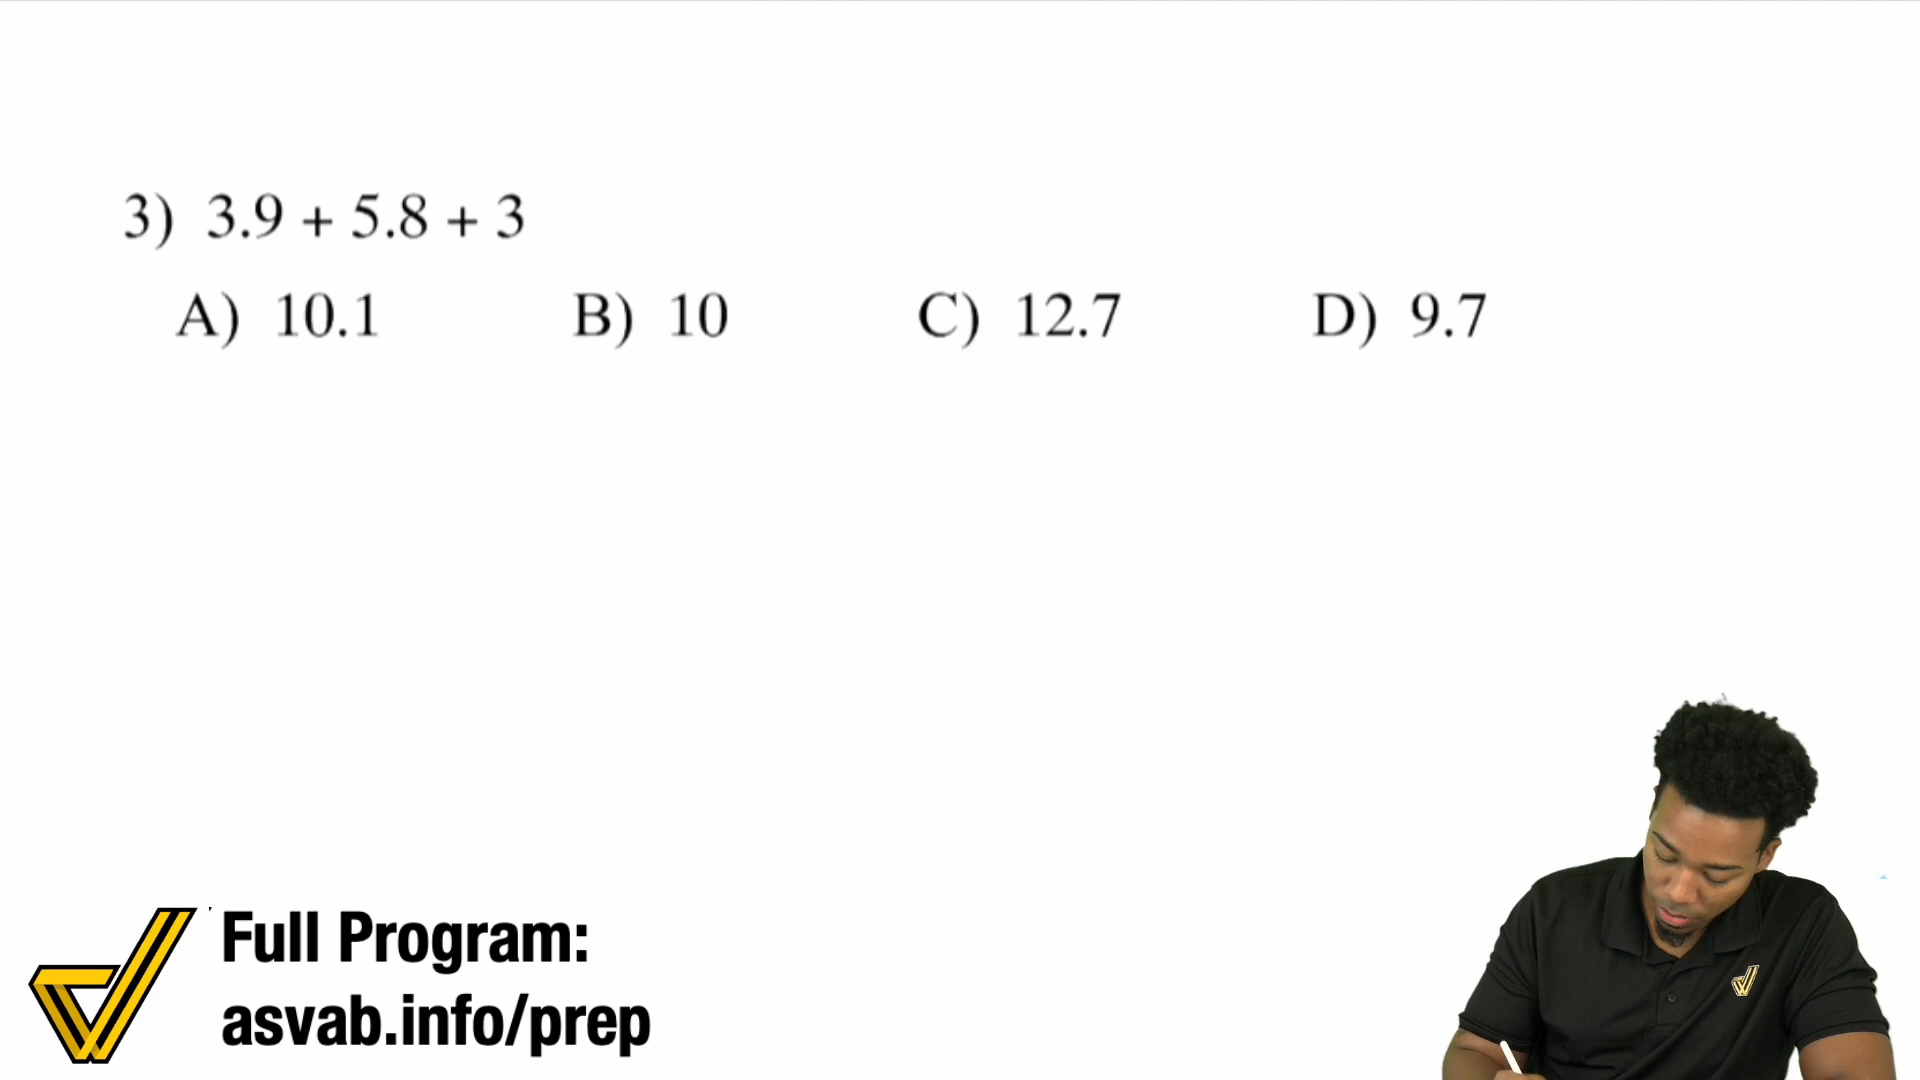 3) 3.9 + 5.8 + 3
A) 10.1 B) 10 C) 12.7 D) 9.7
Full Program:
asvab.info/prep